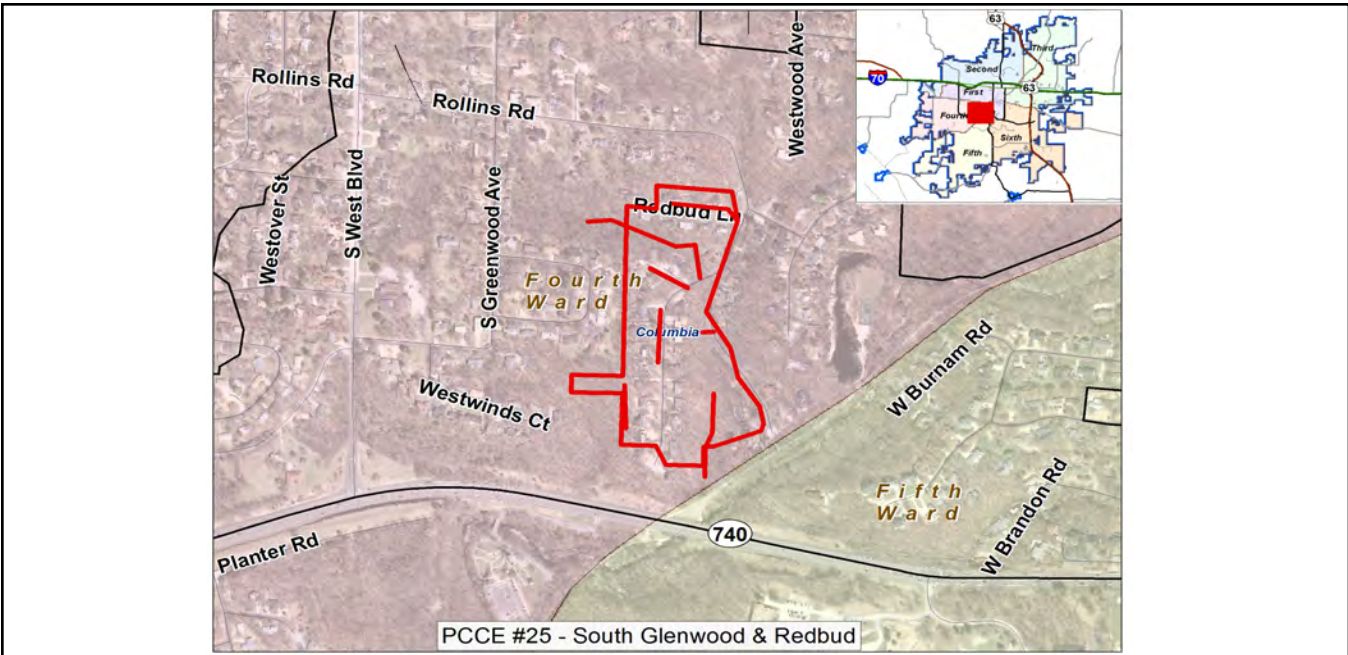 63
Third
Second
70
63
First
Fourth
Sixth
Fifth
Rollins Rd
Rollins Rd
Westwood Ave
Westover St
S West Blvd
S Greenwood Ave
Redbud Ln
Fourth
Ward
Columbia
Westwinds Ct
W Burnam Rd
Fifth
Ward
W Brandon Rd
740
Planter Rd
PCCE #25 - South Glenwood & Redbud